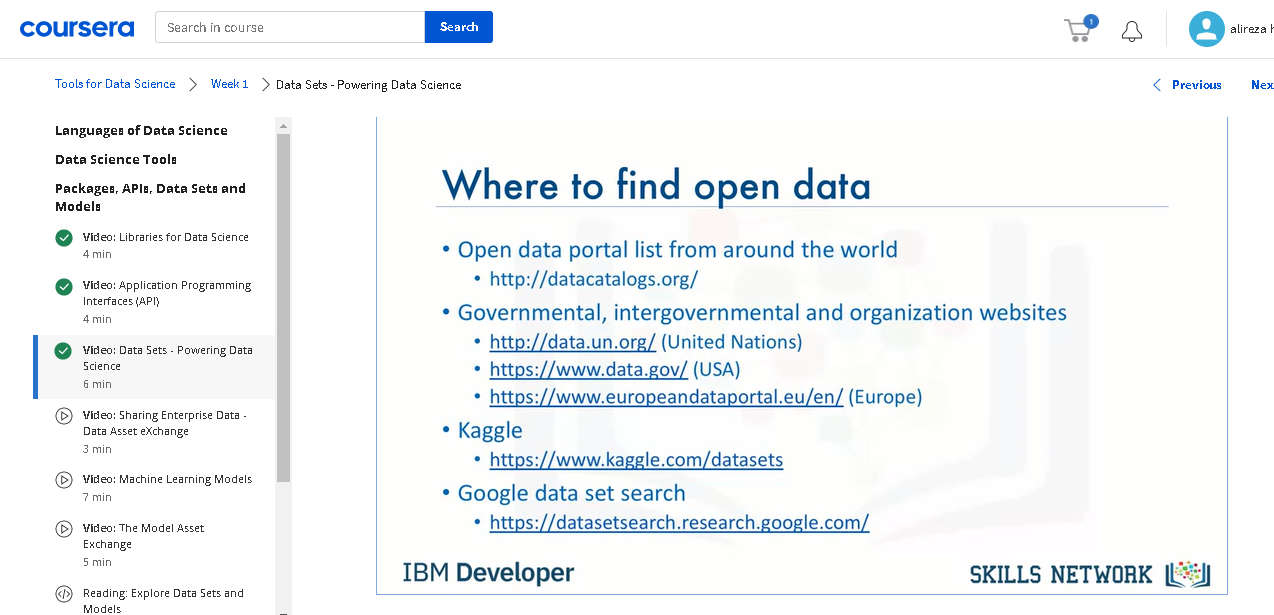 coursera
Search in course
Search
1
alireza
Tools for Data Science
Week 1
Data Sets - Powering Data Science
Previous
Nex
Languages of Data Science
Data Science Tools
Packages, APIs, Data Sets and
Models
Video: Libraries for Data Science
4 min
Video: Application Programming
Interfaces (API)
4 min
Video: Data Sets - Powering Data
Science
6 min
Video: Sharing Enterprise Data -
Data Asset eXchange
3 min
Video: Machine Learning Models
7 min
Video: The Model Asset
Exchange
5 min
Reading: Explore Data Sets and
Models
Where to find open data
• Open data portal list from around the world
• http://datacatalogs.org/
• Governmental, intergovernmental and organization websites
• http://data.un.org/ (United Nations)
• https://www.data.gov/ (USA)
• https://www.europeandataportal.eu/en/ (Europe)
• Kaggle
• https://www.kaggle.com/datasets
• Google data set search
• https://datasetsearch.research.google.com/
IBM Developer
SKILLS NETWORK